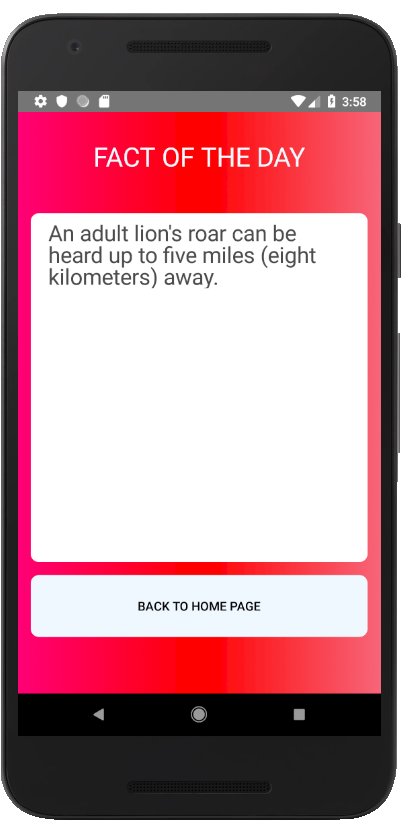 3:58
FACT OF THE DAY
An adult lion's roar can be
heard up to five miles (eight
kilometers) away.
BACK TO HOME PAGE